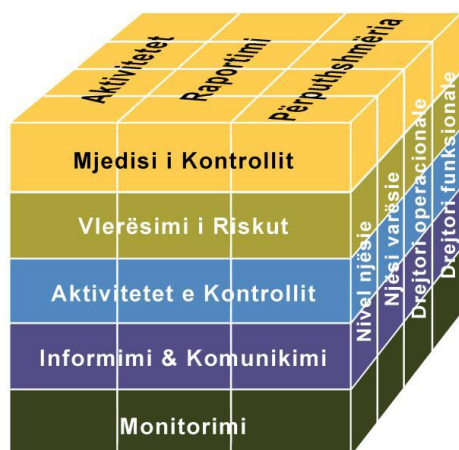 Aktivitetet
Raportimi
Përputhshmëria
Mjedisi i Kontrollit
Vlerësimi i Riskut
Aktivitetet e Kontrollit
Informimi & Komunikimi
Monitorimi
Nivel njësie
Njësi varësie
Drejtori operacionale
Drejtori funksionale